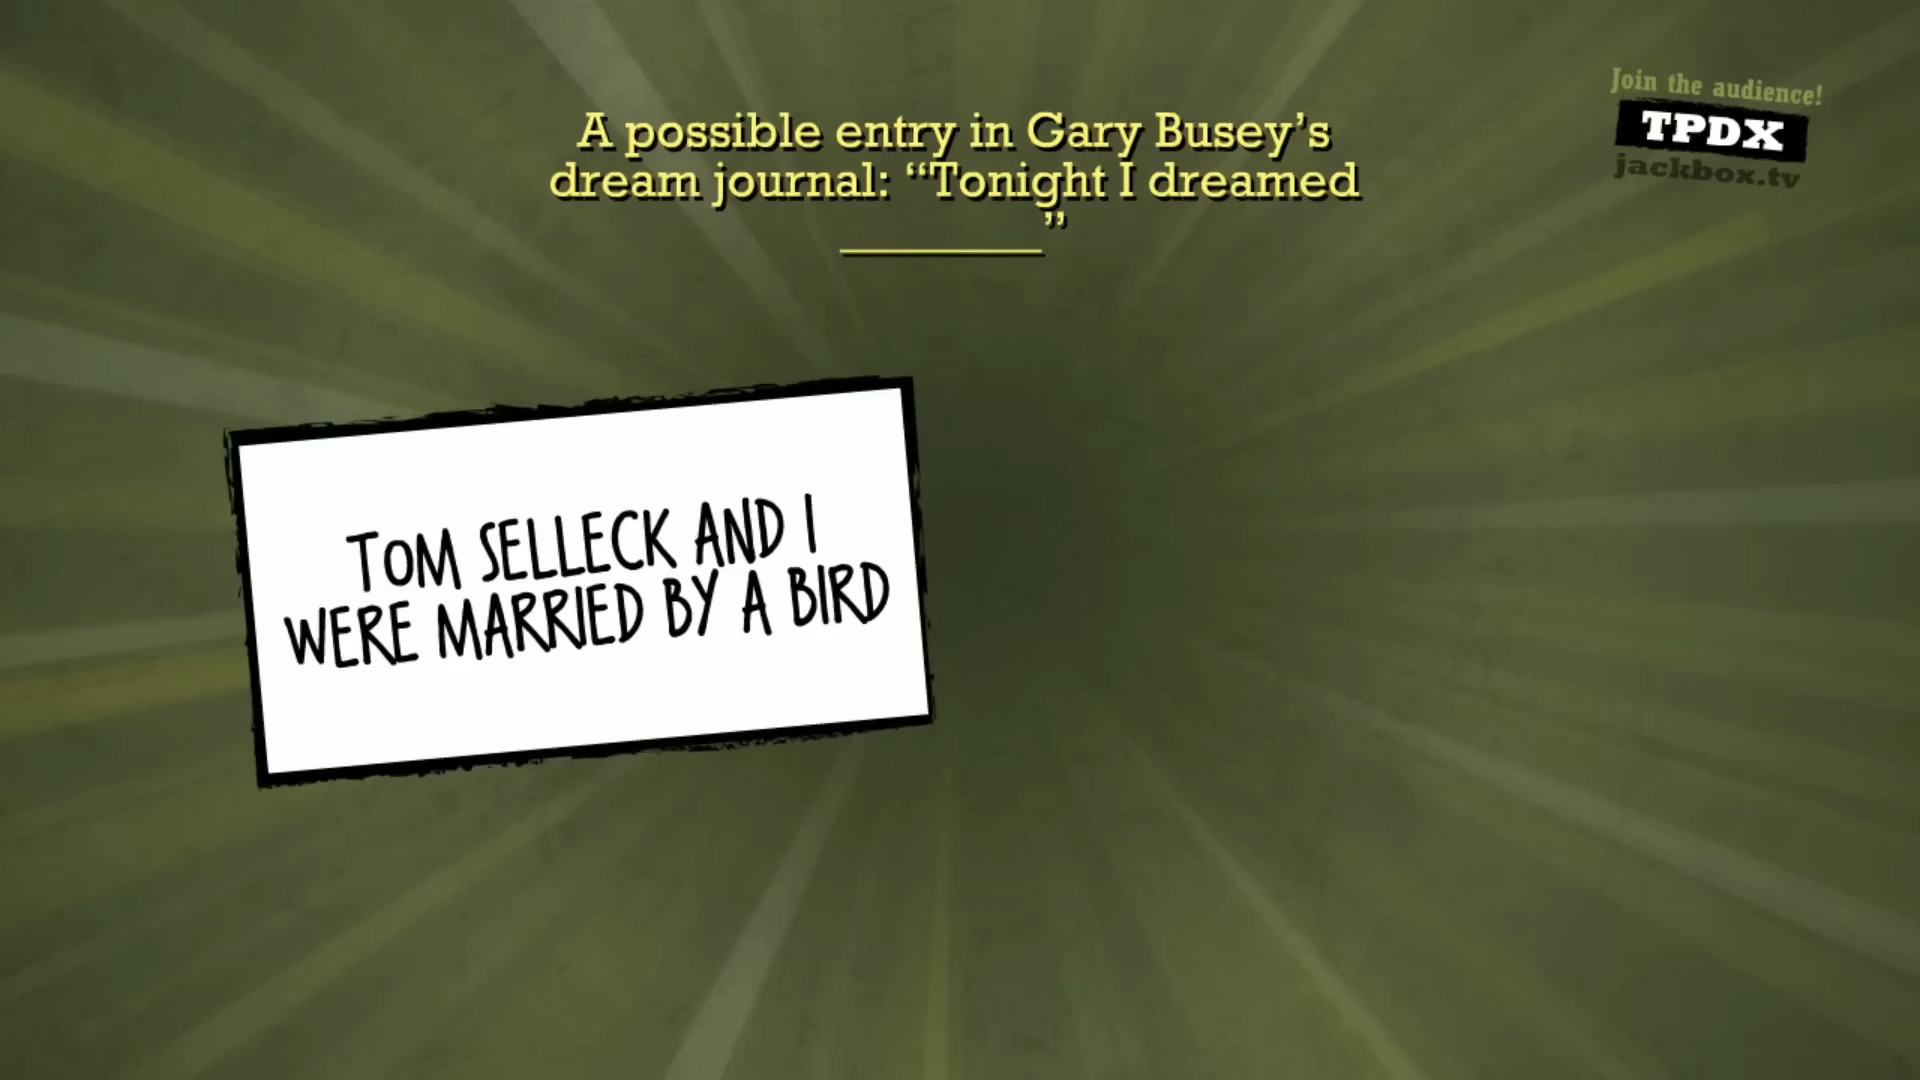 A possible entry in Gary Busey’s
dream journal: “Tonight I dreamed
________”
Join the audience!
TPDX
jackbox.tv
TOM SELLECK AND I
WERE MARRIED BY A BIRD